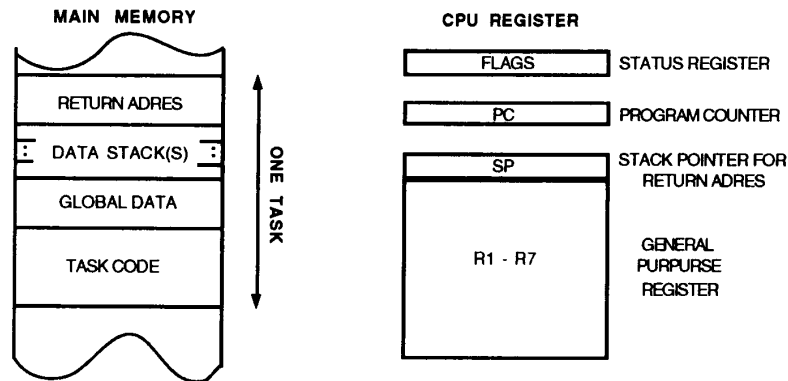 MAIN MEMORY
RETURN ADRES
: DATA STACK(S) :
GLOBAL DATA
TASK CODE
ONE TASK
CPU REGISTER
FLAGS
STATUS REGISTER
PC
PROGRAM COUNTER
SP
STACK POINTER FOR
RETURN ADRES
R1 - R7
GENERAL
PURPURSE
REGISTER